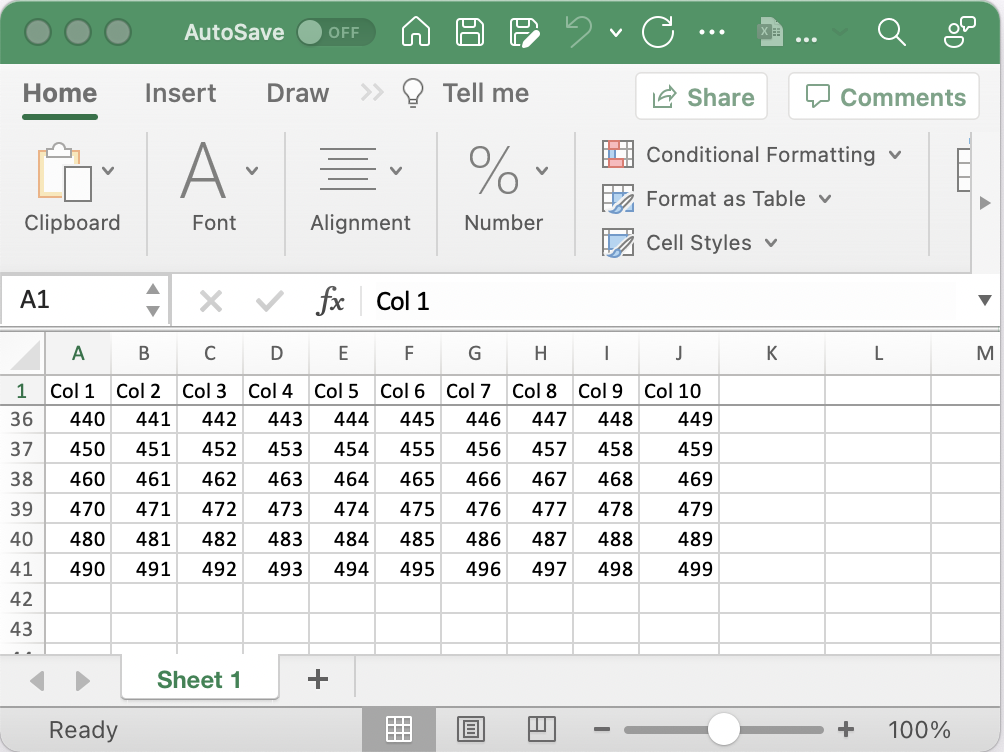 AutoSave OFF ... ...
Home Insert Draw Tell me Share Comments
Clipboard Font Alignment Number
Conditional Formatting
Format as Table
Cell Styles
A1 fx Col 1
A B C D E F G H I J K L M
1 Col 1 Col 2 Col 3 Col 4 Col 5 Col 6 Col 7 Col 8 Col 9 Col 10
36 440 441 442 443 444 445 446 447 448 449
37 450 451 452 453 454 455 456 457 458 459
38 460 461 462 463 464 465 466 467 468 469
39 470 471 472 473 474 475 476 477 478 479
40 480 481 482 483 484 485 486 487 488 489
41 490 491 492 493 494 495 496 497 498 499
42
43
Sheet 1 +
Ready 100%